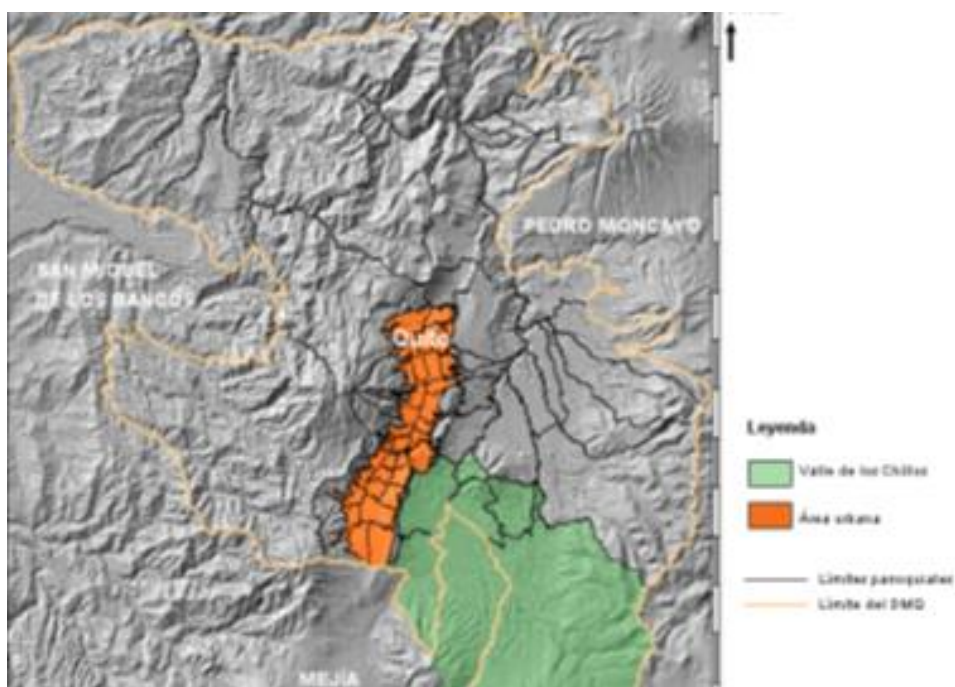 PEDRO MONCAYO
SAN MIGUEL
DE LOS BANCOS
Quito
MEJÍA
Leyenda
Valle de los Chillos
Área urbana
Límites parroquiales
Límite del DMQ